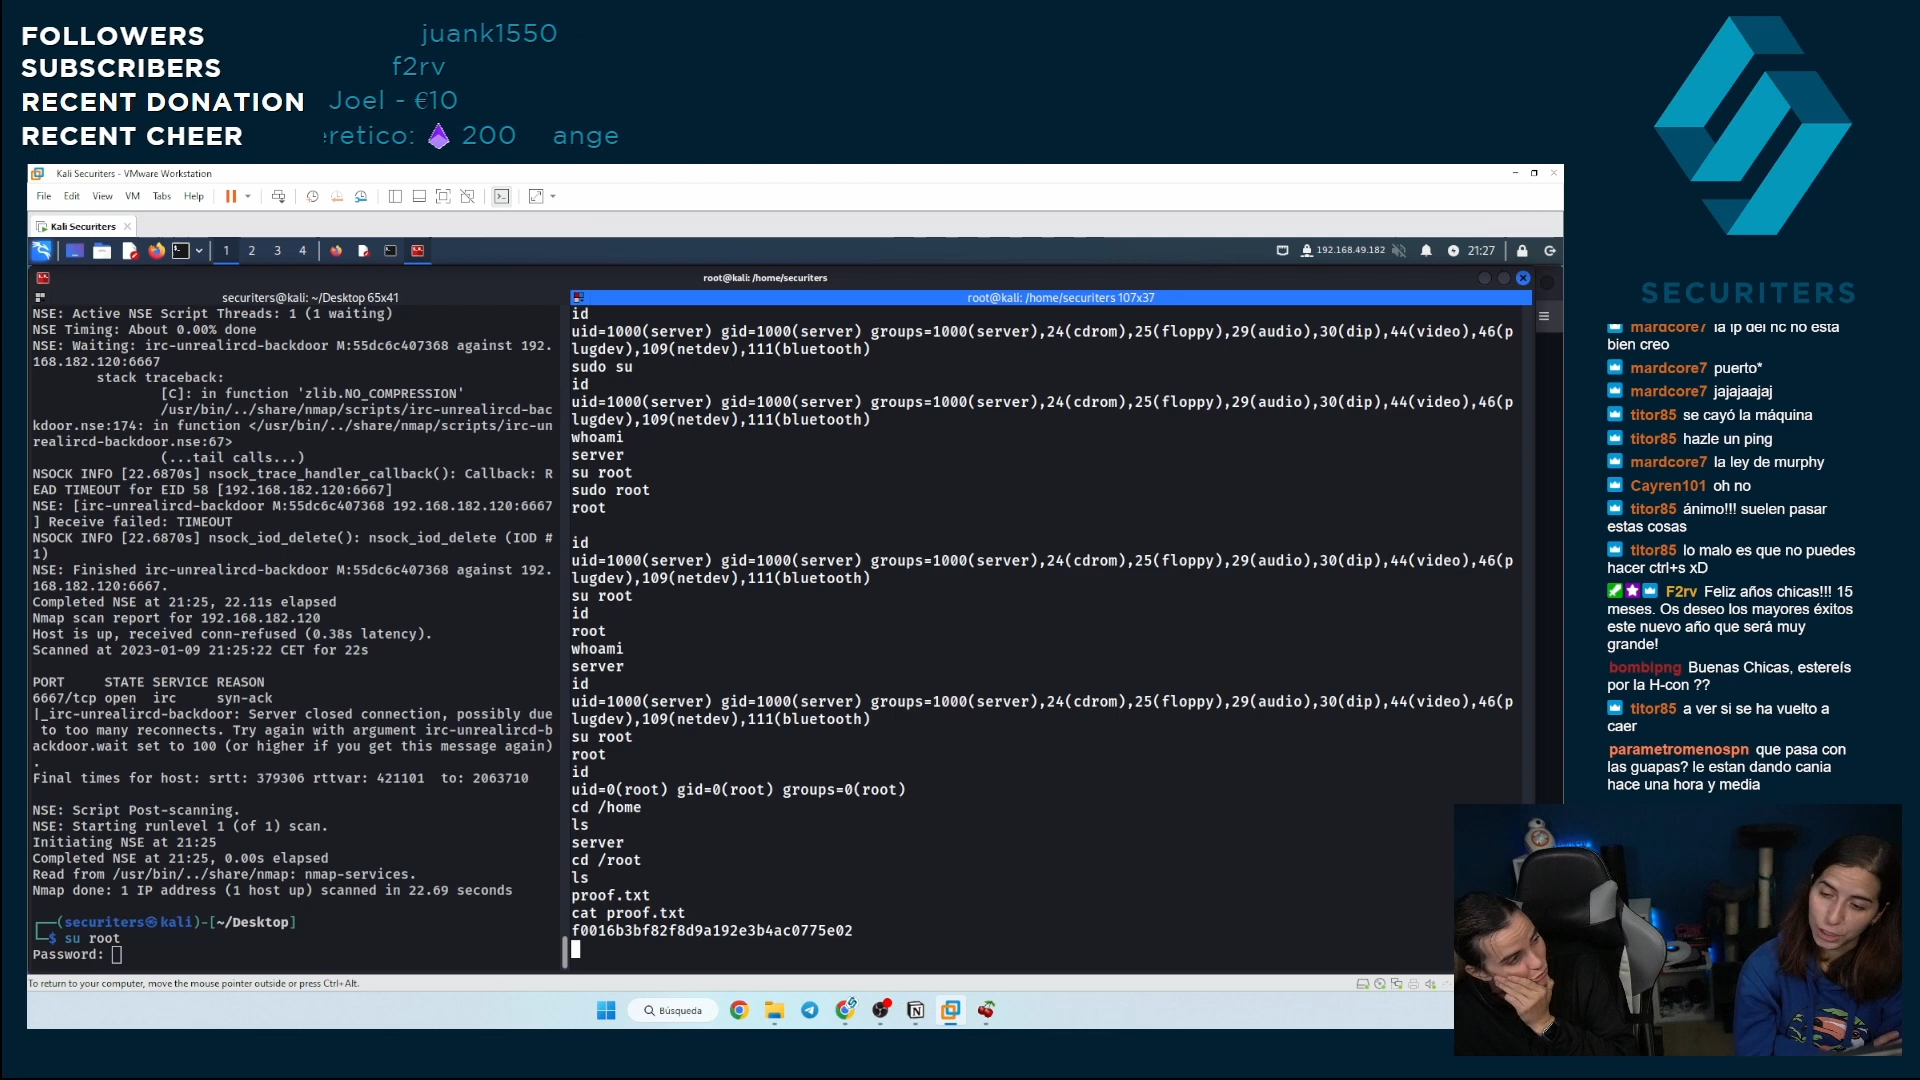 FOLLOWERS juank1550
SUBSCRIBERS f2rv
RECENT DONATION Joel - €10
RECENT CHEER eretico: 200 ange
Kali Securiters - VMware Workstation
File Edit View VM Tabs Help
Kali Securiters
1 2 3 4
192.168.49.182
21:27
root@kali: /home/securiters
securiters@kali: ~/Desktop 65x41
NSE: Active NSE Script Threads: 1 (1 waiting)
NSE Timing: About 0.00% done
NSE: Waiting: irc-unrealircd-backdoor M:55dc6c407368 against 192.
168.182.120:6667
stack traceback:
[C]: in function 'zlib.NO_COMPRESSION'
/usr/bin/../share/nmap/scripts/irc-unrealircd-bac
kdoor.nse:174: in function </usr/bin/../share/nmap/scripts/irc-un
realircd-backdoor.nse:67>
(...tail calls...)
NSOCK INFO [22.6870s] nsock_trace_handler_callback(): Callback: R
EAD TIMEOUT for EID 58 [192.168.182.120:6667]
NSE: [irc-unrealircd-backdoor M:55dc6c407368 192.168.182.120:6667
] Receive failed: TIMEOUT
NSOCK INFO [22.6870s] nsock_iod_delete(): nsock_iod_delete (IOD #
1)
NSE: Finished irc-unrealircd-backdoor M:55dc6c407368 against 192.
168.182.120:6667.
Completed NSE at 21:25, 22.11s elapsed
Nmap scan report for 192.168.182.120
Host is up, received conn-refused (0.38s latency).
Scanned at 2023-01-09 21:25:22 CET for 22s
PORT STATE SERVICE REASON
6667/tcp open irc syn-ack
|_irc-unrealircd-backdoor: Server closed connection, possibly due
to too many reconnects. Try again with argument irc-unrealircd-b
ackdoor.wait set to 100 (or higher if you get this message again)
.
Final times for host: srtt: 379306 rttvar: 421101 to: 2063710
NSE: Script Post-scanning.
NSE: Starting runlevel 1 (of 1) scan.
Initiating NSE at 21:25
Completed NSE at 21:25, 0.00s elapsed
Read from /usr/bin/../share/nmap: nmap-services.
Nmap done: 1 IP address (1 host up) scanned in 22.69 seconds
(securiters㉿kali)-[~/Desktop]
$ su root
Password:
root@kali: /home/securiters 107x37
id
uid=1000(server) gid=1000(server) groups=1000(server),24(cdrom),25(floppy),29(audio),30(dip),44(video),46(p
lugdev),109(netdev),111(bluetooth)
sudo su
id
uid=1000(server) gid=1000(server) groups=1000(server),24(cdrom),25(floppy),29(audio),30(dip),44(video),46(p
lugdev),109(netdev),111(bluetooth)
whoami
server
su root
sudo root
root
id
uid=1000(server) gid=1000(server) groups=1000(server),24(cdrom),25(floppy),29(audio),30(dip),44(video),46(p
lugdev),109(netdev),111(bluetooth)
su root
id
root
whoami
server
id
uid=1000(server) gid=1000(server) groups=1000(server),24(cdrom),25(floppy),29(audio),30(dip),44(video),46(p
lugdev),109(netdev),111(bluetooth)
su root
root
id
uid=0(root) gid=0(root) groups=0(root)
cd /home
ls
server
cd /root
ls
proof.txt
cat proof.txt
f0016b3bf82f8d9a192e3b4ac0775e02
To return to your computer, move the mouse pointer outside or press Ctrl+Alt.
Búsqueda
SECURITERS
mardcore7 la ip del nc no está
bien creo
mardcore7 puerto*
mardcore7 jajajaajaj
titor85 se cayó la máquina
titor85 hazle un ping
mardcore7 la ley de murphy
Cayren101 oh no
titor85 ánimo!!! suelen pasar
estas cosas
titor85 lo malo es que no puedes
hacer ctrl+s xD
F2rv Feliz años chicas!!! 15
meses. Os deseo los mayores éxitos
este nuevo año que será muy
grande!
bombipng Buenas Chicas, estereís
por la H-con ??
titor85 a ver si se ha vuelto a
caer
parametromenospn que pasa con
las guapas? le estan dando cania
hace una hora y media